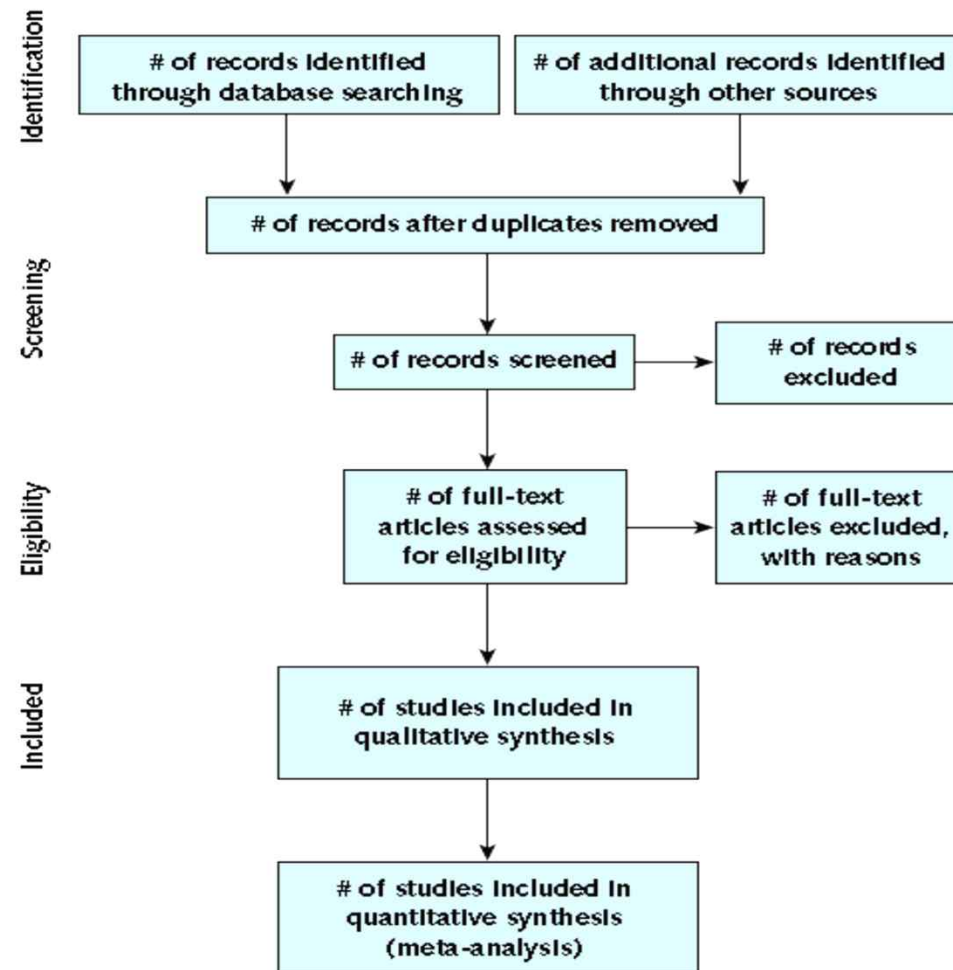 Identification
# of records identified
through database searching
# of additional records identified
through other sources
# of records after duplicates removed
Screening
# of records screened
# of records
excluded
Eligibility
# of full-text
articles assessed
for eligibility
# of full-text
articles excluded,
with reasons
Included
# of studies included in
qualitative synthesis
# of studies included in
quantitative synthesis
(meta-analysis)